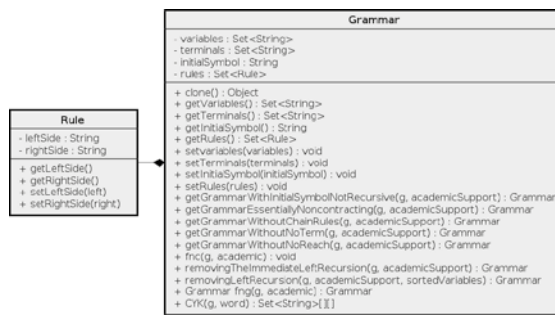 Grammar
- variables : Set<String>
- terminals : Set<String>
- initialSymbol : String
- rules : Set<Rule>
+ clone() : Object
+ getVariables() : Set<String>
+ getTerminals() : Set<String>
+ getInitialSymbol() : String
+ getRules() : Set<Rule>
+ setvariables(variables) : void
+ setTerminals(terminals) : void
+ setInitiaSymbol(initialSymbol) : void
+ setRules(rules) : void
+ getGrammarWithInitialSymbolNotRecursive(g, academicSupport) : Grammar
+ getGrammarEssentiallyNoncontracting(g, academicSupport) : Grammar
+ getGrammarWithoutChainRules(g, academicSupport) : Grammar
+ getGrammarWithoutNoTerm(g, academicSupport) : Grammar
+ getGrammarWithoutNoReach(g, academicSupport) : Grammar
+ fnc(g, academic) : void
+ removingTheImmediateLeftRecursion(g, academicSupport) : Grammar
+ removingLeftRecursion(g, academicSupport, sortedVariables) : Grammar
+ Grammar fng(g, academic) : Grammar
+ CYK(g, word) : Set<String>[ ][ ]
Rule
- leftSide : String
- rightSide : String
+ getLeftSide()
+ getRightSide()
+ setLeftSide(left)
+ setRightSide(right)